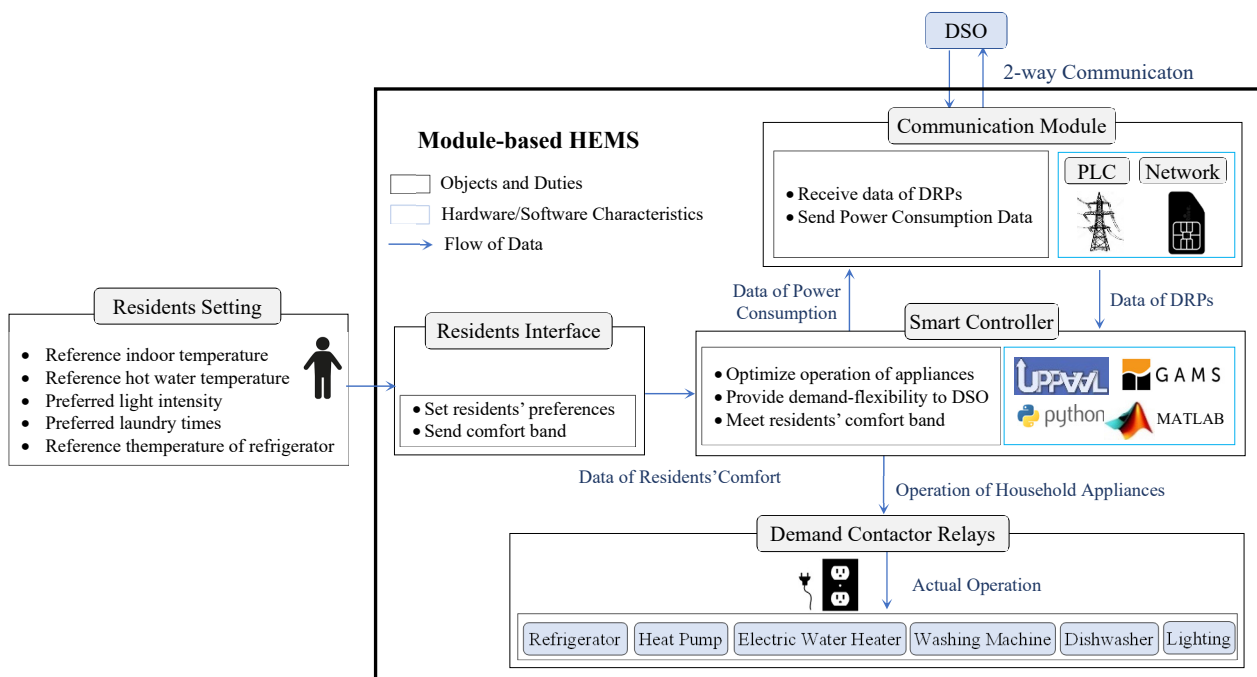 DSO
2-way Communicaton
Module-based HEMS
Objects and Duties
Hardware/Software Characteristics
Flow of Data
Communication Module
• Receive data of DRPs
• Send Power Consumption Data
PLC
Network
Data of Power
Consumption
Data of DRPs
Residents Setting
• Reference indoor temperature
• Reference hot water temperature
• Preferred light intensity
• Preferred laundry times
• Reference themperature of refrigerator
Residents Interface
• Set residents' preferences
• Send comfort band
Smart Controller
• Optimize operation of appliances
• Provide demand-flexibility to DSO
• Meet residents' comfort band
UPPAAL
GAMS
python
MATLAB
Data of Residents'Comfort
Operation of Household Appliances
Demand Contactor Relays
Actual Operation
Refrigerator
Heat Pump
Electric Water Heater
Washing Machine
Dishwasher
Lighting